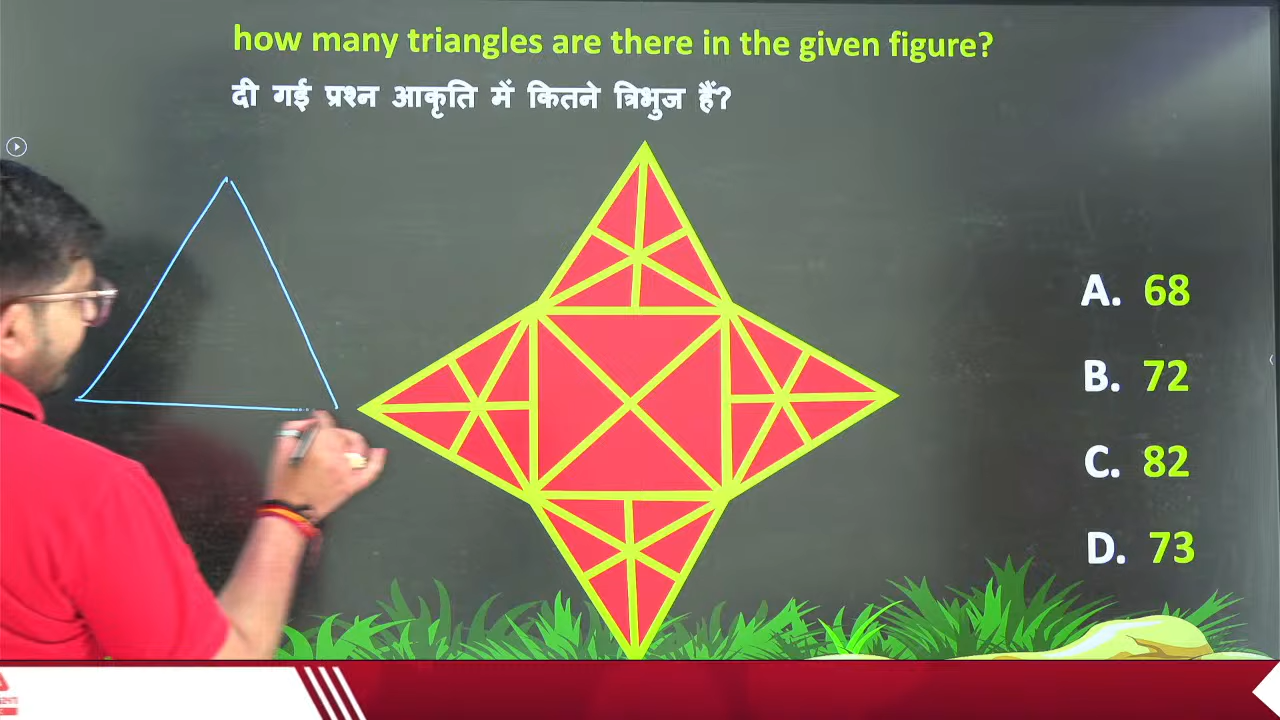 how many triangles are there in the given figure?
दी गई प्रश्न आकृति में कितने त्रिभुज हैं?
A. 68
B. 72
C. 82
D. 73